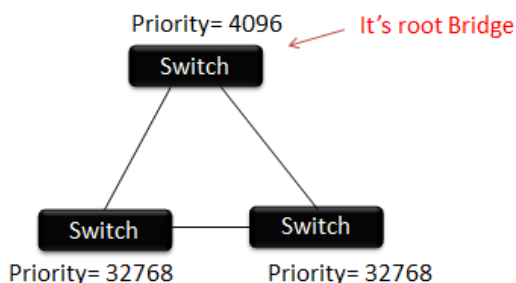 Priority= 4096
It's root Bridge
Switch
Switch
Switch
Priority= 32768
Priority= 32768